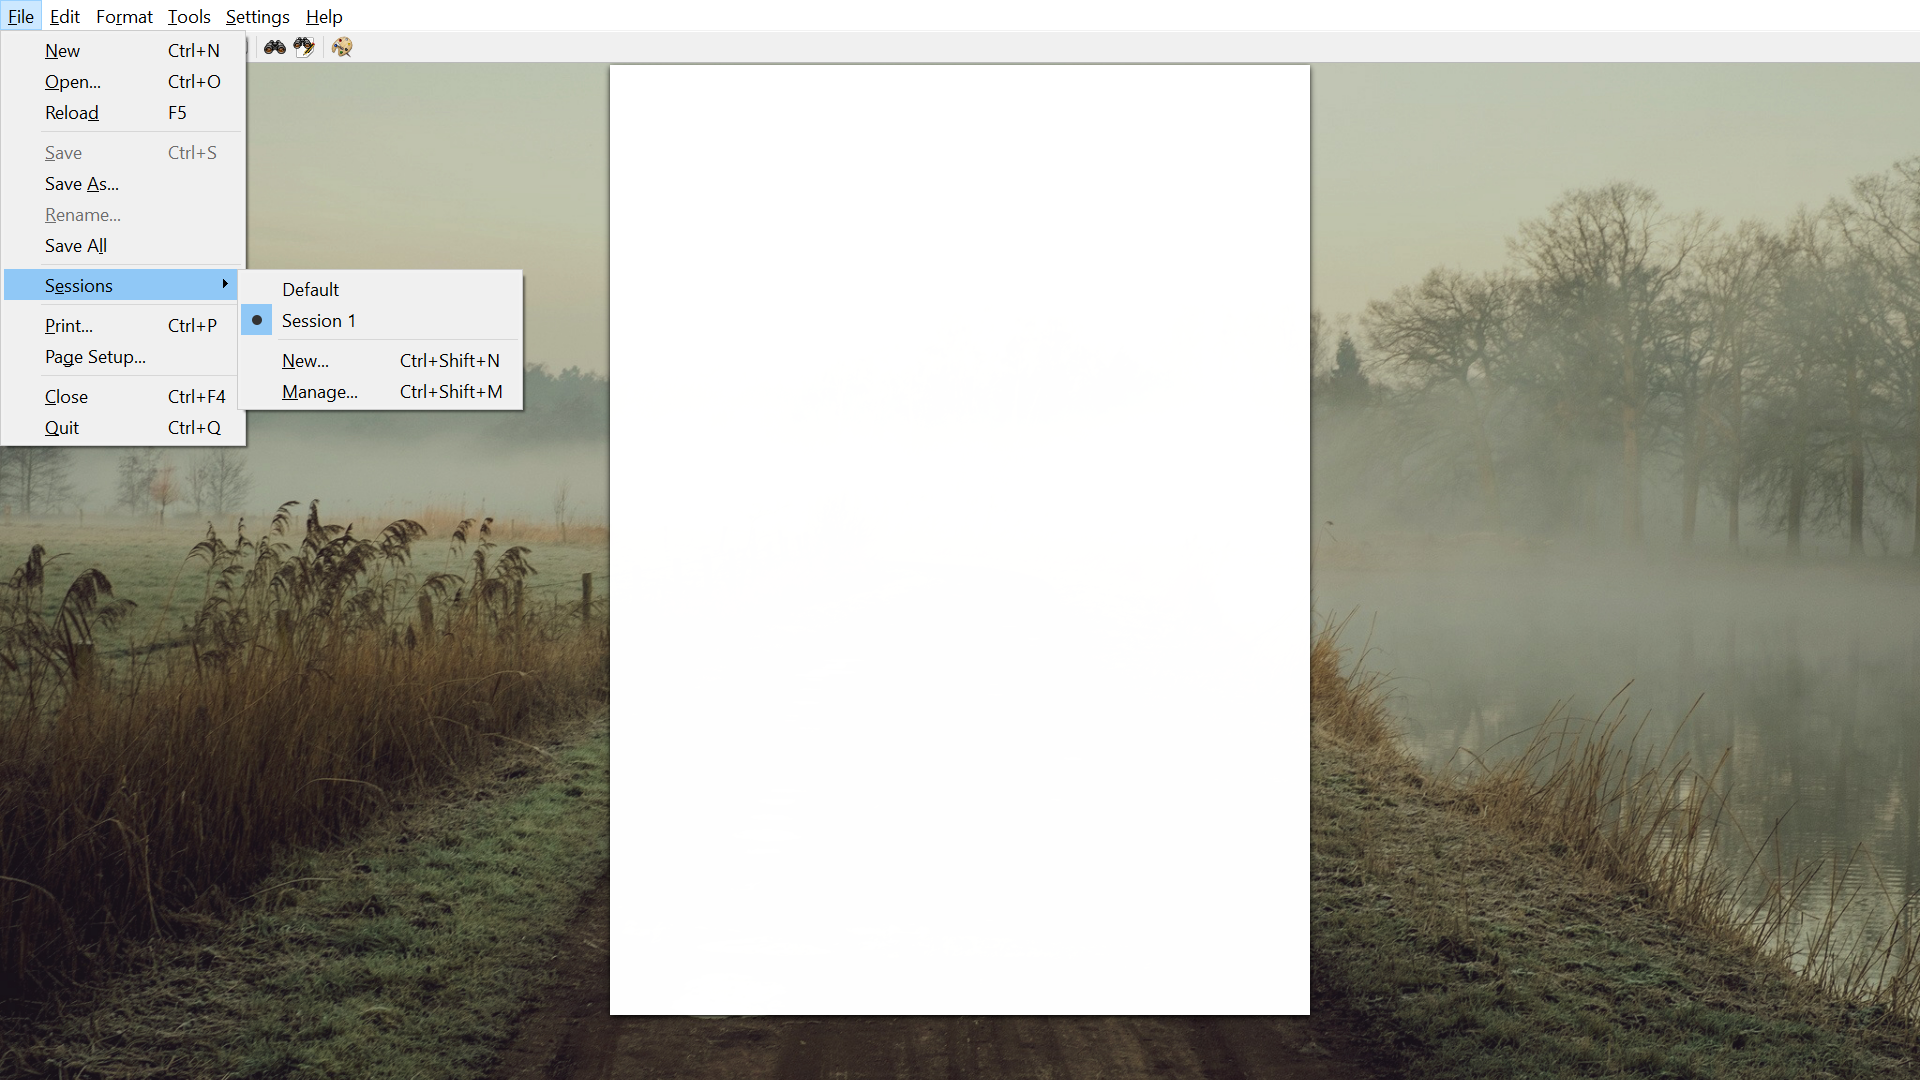 File Edit Format Tools Settings Help
New Ctrl+N
Open... Ctrl+O
Reload F5
Save Ctrl+S
Save As...
Rename...
Save All
Sessions
Default
Session 1
New... Ctrl+Shift+N
Manage... Ctrl+Shift+M
Print... Ctrl+P
Page Setup...
Close Ctrl+F4
Quit Ctrl+Q